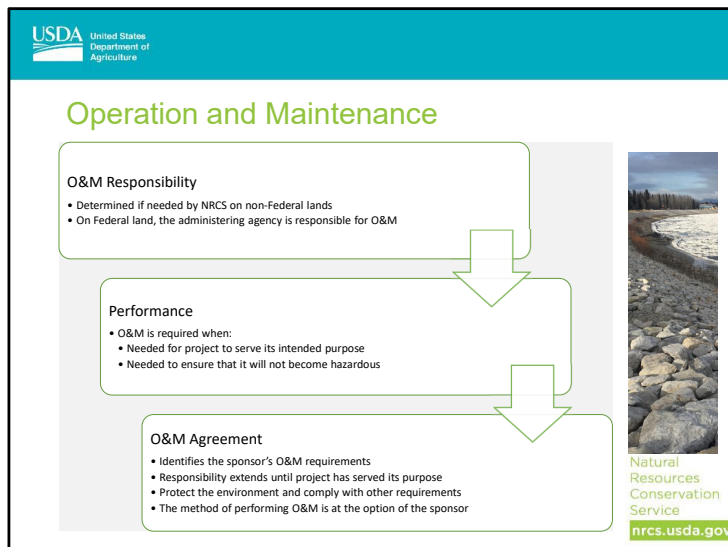 USDA United States
Department of
Agriculture
Operation and Maintenance
O&M Responsibility
• Determined if needed by NRCS on non-Federal lands
• On Federal land, the administering agency is responsible for O&M
Performance
• O&M is required when:
• Needed for project to serve its intended purpose
• Needed to ensure that it will not become hazardous
O&M Agreement
• Identifies the sponsor's O&M requirements
• Responsibility extends until project has served its purpose
• Protect the environment and comply with other requirements
• The method of performing O&M is at the option of the sponsor
Natural
Resources
Conservation
Service
nrcs.usda.gov